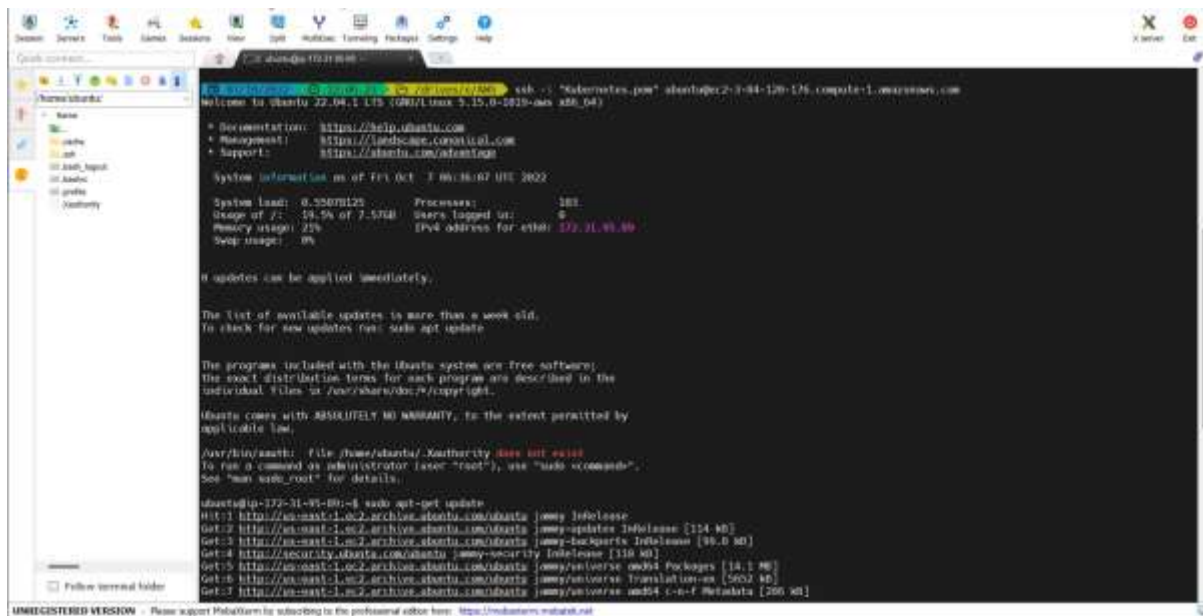 Session Servers Tools Games Sessions View Split MultiExec Tunneling Packages Settings Help
X server Exit
Quick connect...
/home/ubuntu/
Name
..
.cache
.ssh
.bash_logout
.bashrc
.profile
.Xauthority
ssh -i "Kubernetes.pem" ubuntu@ec2-3-84-120-176.compute-1.amazonaws.com
Welcome to Ubuntu 22.04.1 LTS (GNU/Linux 5.15.0-1019-aws x86_64)
* Documentation: https://help.ubuntu.com
* Management: https://landscape.canonical.com
* Support: https://ubuntu.com/advantage
System information as of Fri Oct 7 06:36:07 UTC 2022
System load: 0.55078125 Processes: 103
Usage of /: 19.5% of 7.57GB Users logged in: 0
Memory usage: 21% IPv4 address for eth0: 172.31.95.89
Swap usage: 0%
0 updates can be applied immediately.
The list of available updates is more than a week old.
To check for new updates run: sudo apt update
The programs included with the Ubuntu system are free software;
the exact distribution terms for each program are described in the
individual files in /usr/share/doc/*/copyright.
Ubuntu comes with ABSOLUTELY NO WARRANTY, to the extent permitted by
applicable law.
/usr/bin/xauth: file /home/ubuntu/.Xauthority does not exist
To run a command as administrator (user "root"), use "sudo <command>".
See "man sudo_root" for details.
ubuntu@ip-172-31-95-89:~$ sudo apt-get update
Hit:1 http://us-east-1.ec2.archive.ubuntu.com/ubuntu jammy InRelease
Get:2 http://us-east-1.ec2.archive.ubuntu.com/ubuntu jammy-updates InRelease [114 kB]
Get:3 http://us-east-1.ec2.archive.ubuntu.com/ubuntu jammy-backports InRelease [99.8 kB]
Get:4 http://security.ubuntu.com/ubuntu jammy-security InRelease [110 kB]
Get:5 http://us-east-1.ec2.archive.ubuntu.com/ubuntu jammy/universe amd64 Packages [14.1 MB]
Get:6 http://us-east-1.ec2.archive.ubuntu.com/ubuntu jammy/universe Translation-en [5652 kB]
Get:7 http://us-east-1.ec2.archive.ubuntu.com/ubuntu jammy/universe amd64 c-n-f Metadata [286 kB]
Follow terminal folder
UNREGISTERED VERSION - Please support MobaXterm by subscribing to the professional edition here: https://mobaxterm.mobatek.net